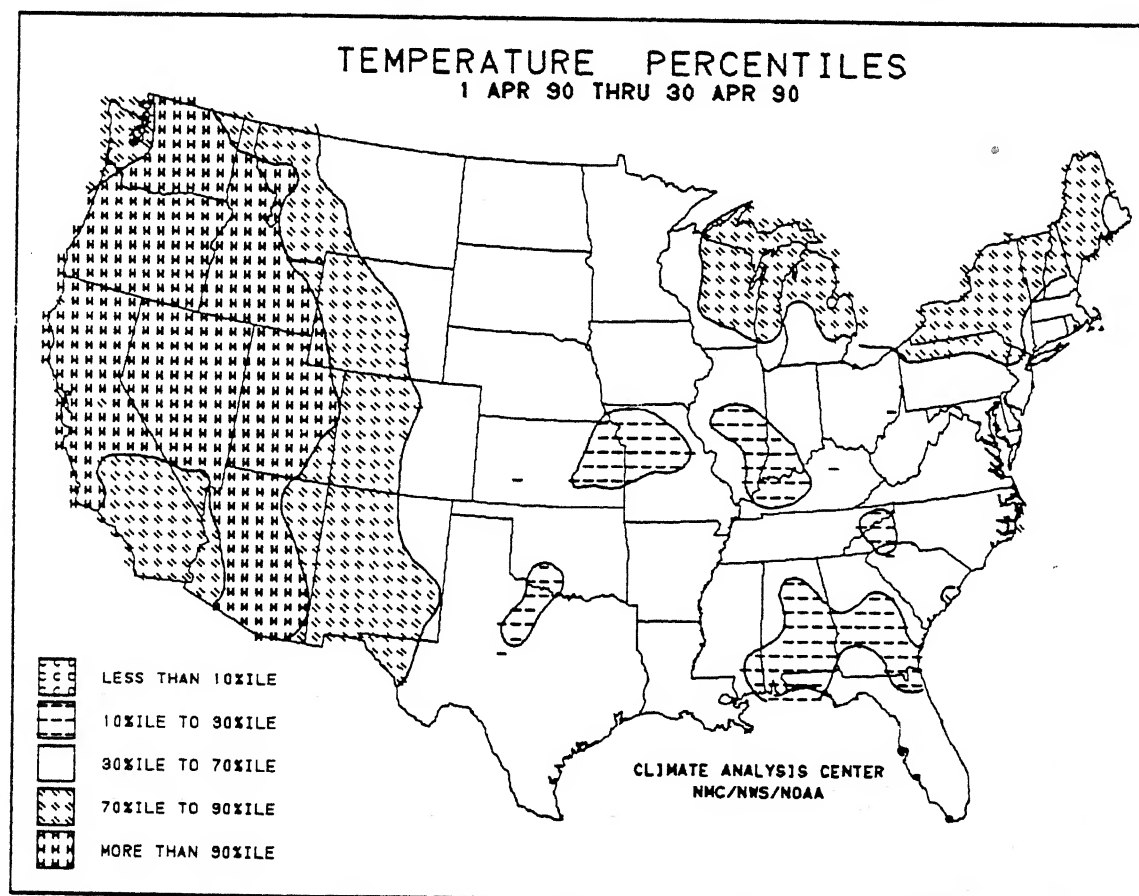 TEMPERATURE PERCENTILES
1 APR 90 THRU 30 APR 90
LESS THAN 10%ILE
10%ILE TO 90%ILE
30%ILE TO 70%ILE
70%ILE TO 90%ILE
MORE THAN 90%ILE
CLIMATE ANALYSIS CENTER
NMC/NWS/NOAA